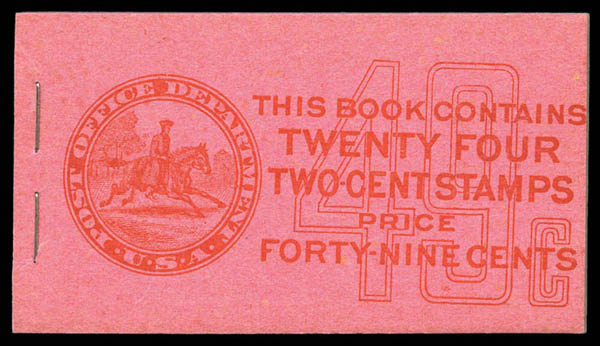 POST OFFICE DEPARTMENT
U.S.A.
49c
THIS BOOK CONTAINS
TWENTY FOUR
TWO-CENT STAMPS
PRICE
FORTY-NINE CENTS